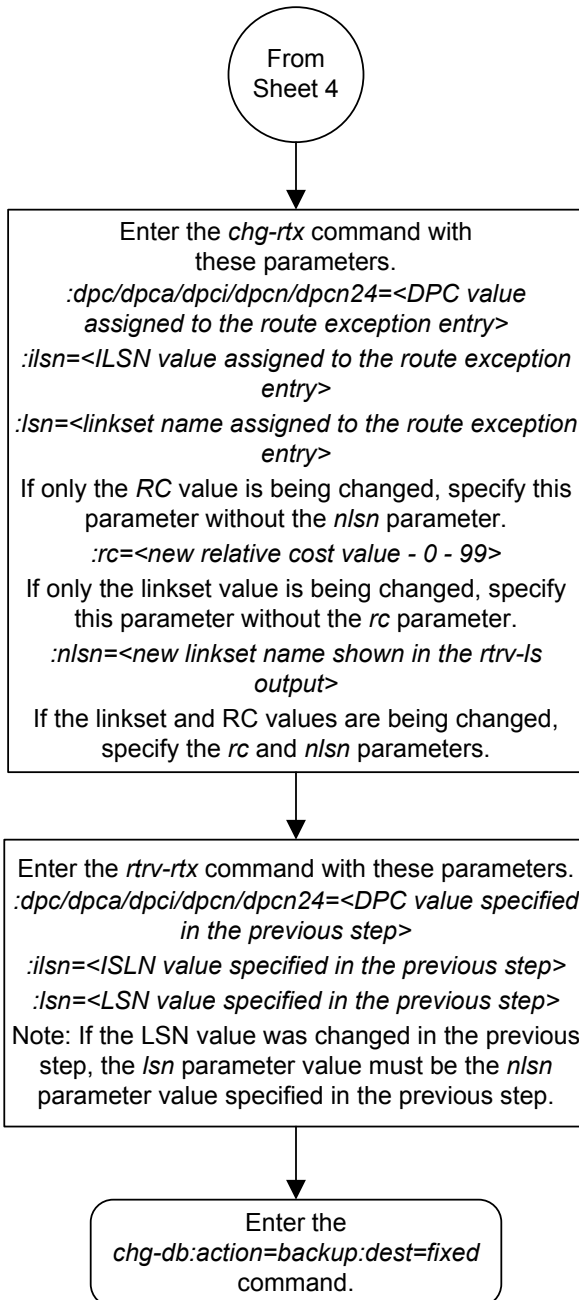 From
Sheet 4
Enter the chg-rtx command with
these parameters.
:dpc/dpca/dpci/dpcn/dpcn24=<DPC value
assigned to the route exception entry>
:ilsn=<ILSN value assigned to the route exception
entry>
:lsn=<linkset name assigned to the route exception
entry>
If only the RC value is being changed, specify this
parameter without the nlsn parameter.
:rc=<new relative cost value - 0 - 99>
If only the linkset value is being changed, specify
this parameter without the rc parameter.
:nlsn=<new linkset name shown in the rtrv-ls
output>
If the linkset and RC values are being changed,
specify the rc and nlsn parameters.
Enter the rtrv-rtx command with these parameters.
:dpc/dpca/dpci/dpcn/dpcn24=<DPC value specified
in the previous step>
:ilsn=<ISLN value specified in the previous step>
:lsn=<LSN value specified in the previous step>
Note: If the LSN value was changed in the previous
step, the lsn parameter value must be the nlsn
parameter value specified in the previous step.
Enter the
chg-db:action=backup:dest=fixed
command.